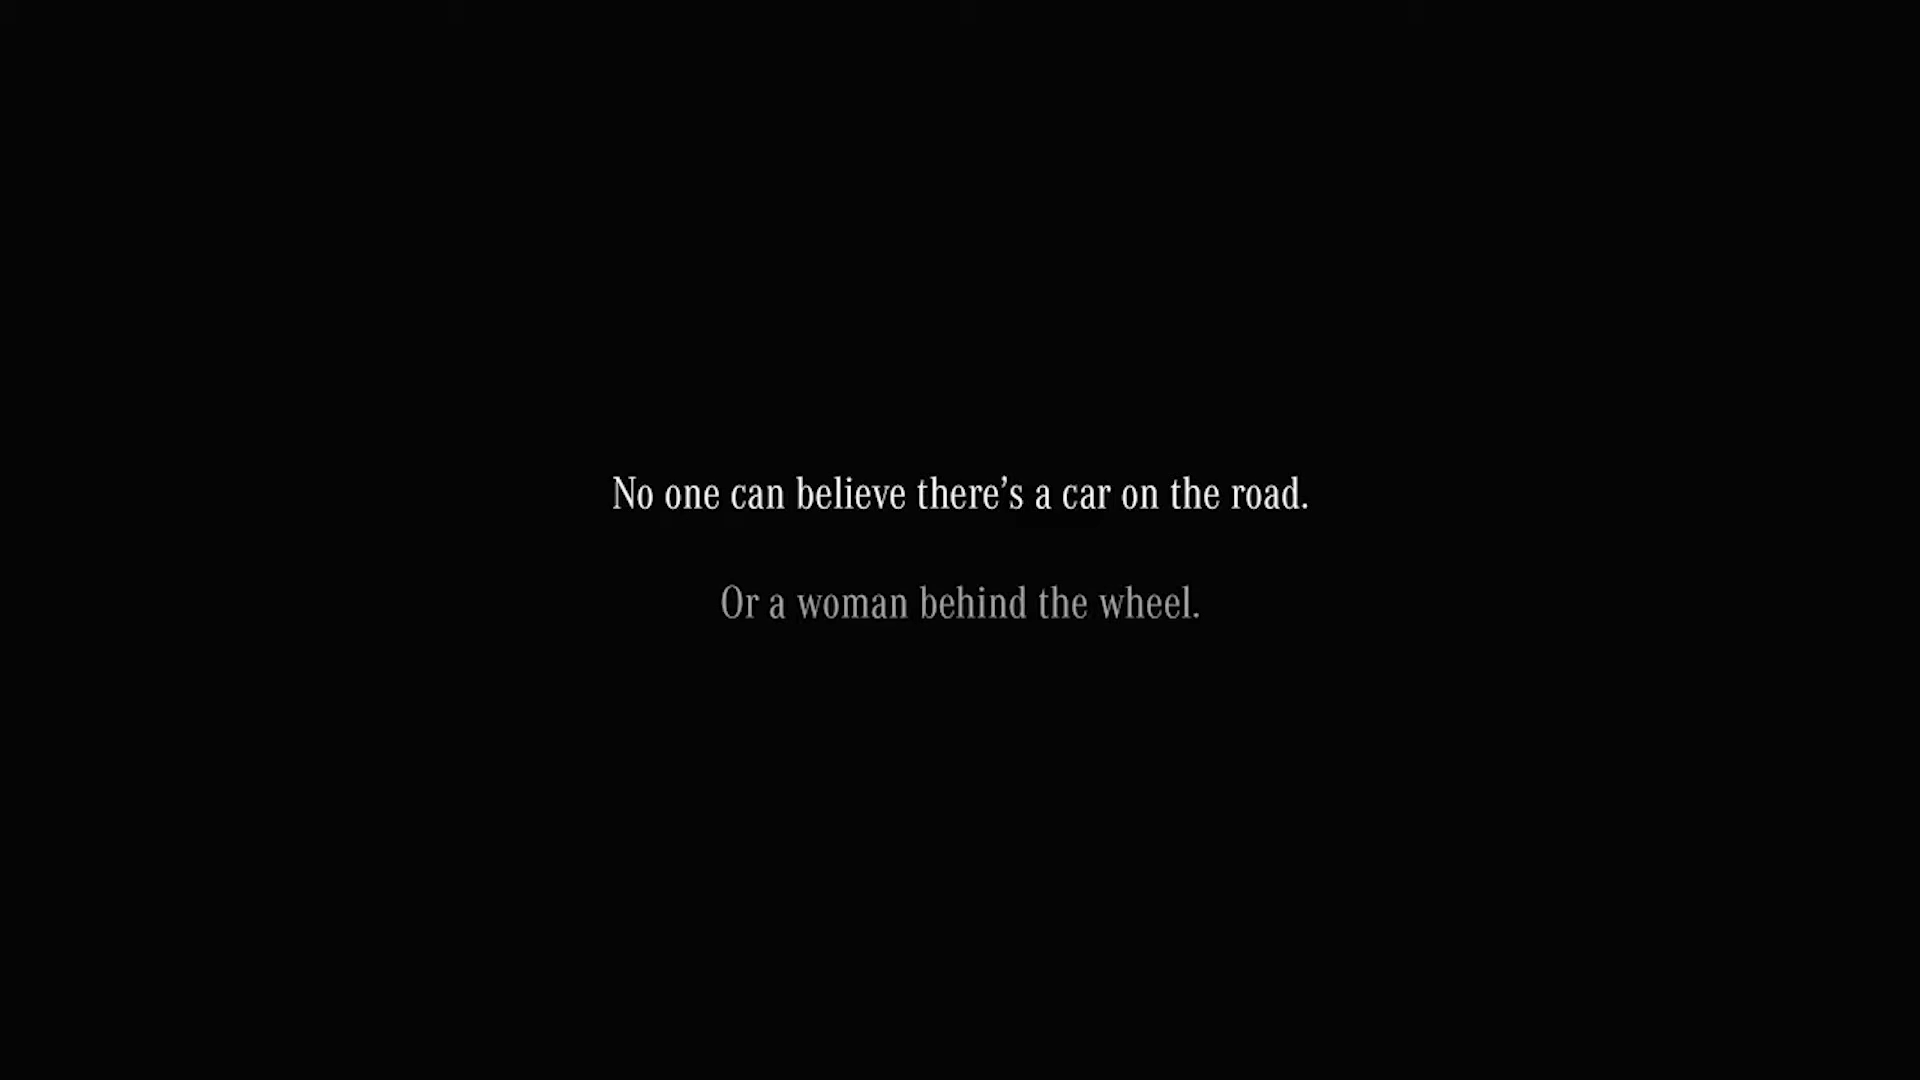 No one can believe there’s a car on the road.
Or a woman behind the wheel.